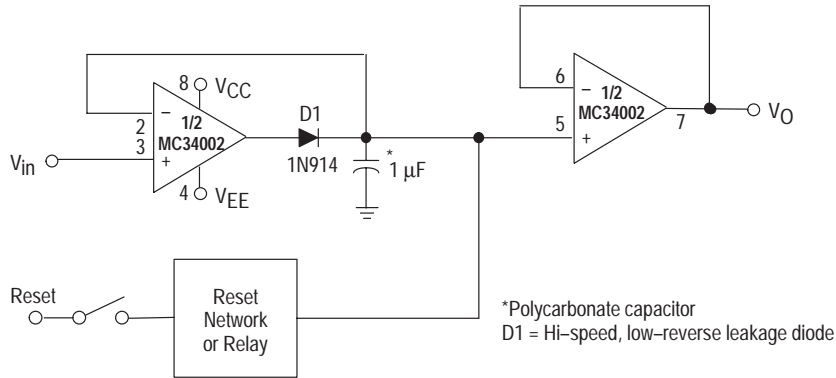 8
VCC
6
1/2
MC34002
2
3
D1
5
1/2
MC34002
7
VO
Vin
1N914
*
1 µF
4
VEE
Reset
Reset
Network
or Relay
*Polycarbonate capacitor
D1 = Hi–speed, low–reverse leakage diode